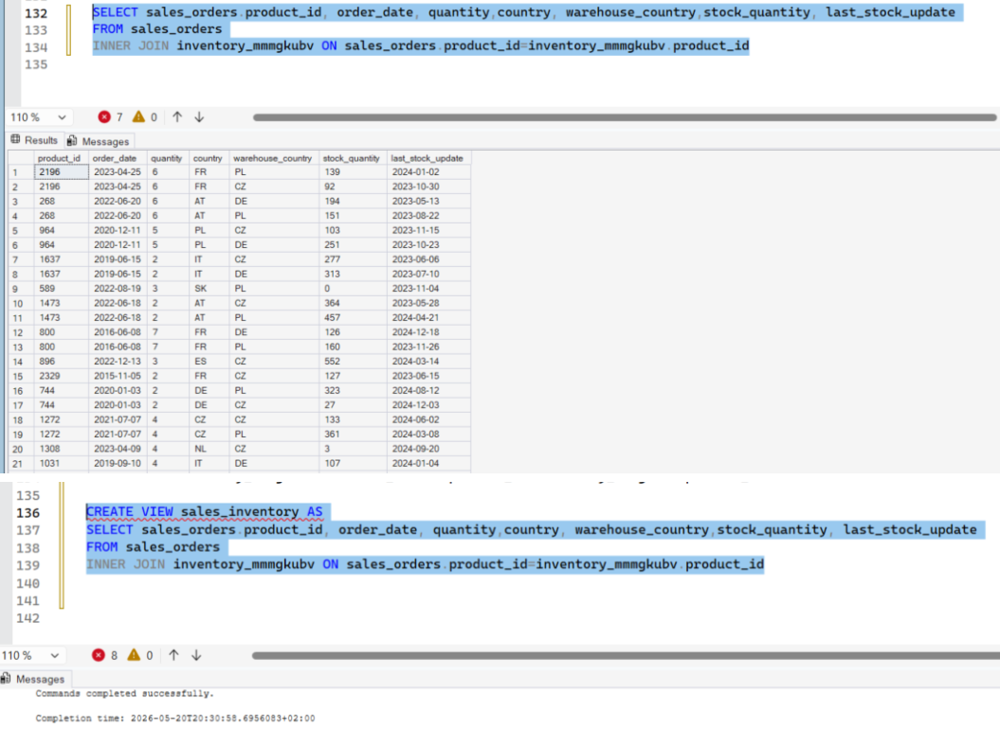 132 SELECT sales_orders.product_id, order_date, quantity,country, warehouse_country,stock_quantity, last_stock_update
133 FROM sales_orders
134 INNER JOIN inventory_mmmgkubv ON sales_orders.product_id=inventory_mmmgkubv.product_id
135
110 % 7 0
Results Messages
product_id order_date quantity country warehouse_country stock_quantity last_stock_update
1 2196 2023-04-25 6 FR PL 139 2024-01-02
2 2196 2023-04-25 6 FR CZ 92 2023-10-30
3 268 2022-06-20 6 AT DE 194 2023-05-13
4 268 2022-06-20 6 AT PL 151 2023-08-22
5 964 2020-12-11 5 PL CZ 103 2023-11-15
6 964 2020-12-11 5 PL DE 251 2023-10-23
7 1637 2019-06-15 2 IT CZ 277 2023-06-06
8 1637 2019-06-15 2 IT DE 313 2023-07-10
9 589 2022-08-19 3 SK PL 0 2023-11-04
10 1473 2022-06-18 2 AT CZ 364 2023-05-28
11 1473 2022-06-18 2 AT PL 457 2024-04-21
12 800 2016-06-08 7 FR DE 126 2024-12-18
13 800 2016-06-08 7 FR PL 160 2023-11-26
14 896 2022-12-13 3 ES CZ 552 2024-03-14
15 2329 2015-11-05 2 FR CZ 127 2023-06-15
16 744 2020-01-03 2 DE PL 323 2024-08-12
17 744 2020-01-03 2 DE CZ 27 2024-12-03
18 1272 2021-07-07 4 CZ CZ 133 2024-06-02
19 1272 2021-07-07 4 CZ PL 361 2024-03-08
20 1308 2023-04-09 4 NL CZ 3 2024-09-20
21 1031 2019-09-10 4 IT DE 107 2024-01-04
135
136 CREATE VIEW sales_inventory AS
137 SELECT sales_orders.product_id, order_date, quantity,country, warehouse_country,stock_quantity, last_stock_update
138 FROM sales_orders
139 INNER JOIN inventory_mmmgkubv ON sales_orders.product_id=inventory_mmmgkubv.product_id
140
141
142
110 % 8 0
Messages
Commands completed successfully.
Completion time: 2026-05-20T20:30:58.6956083+02:00